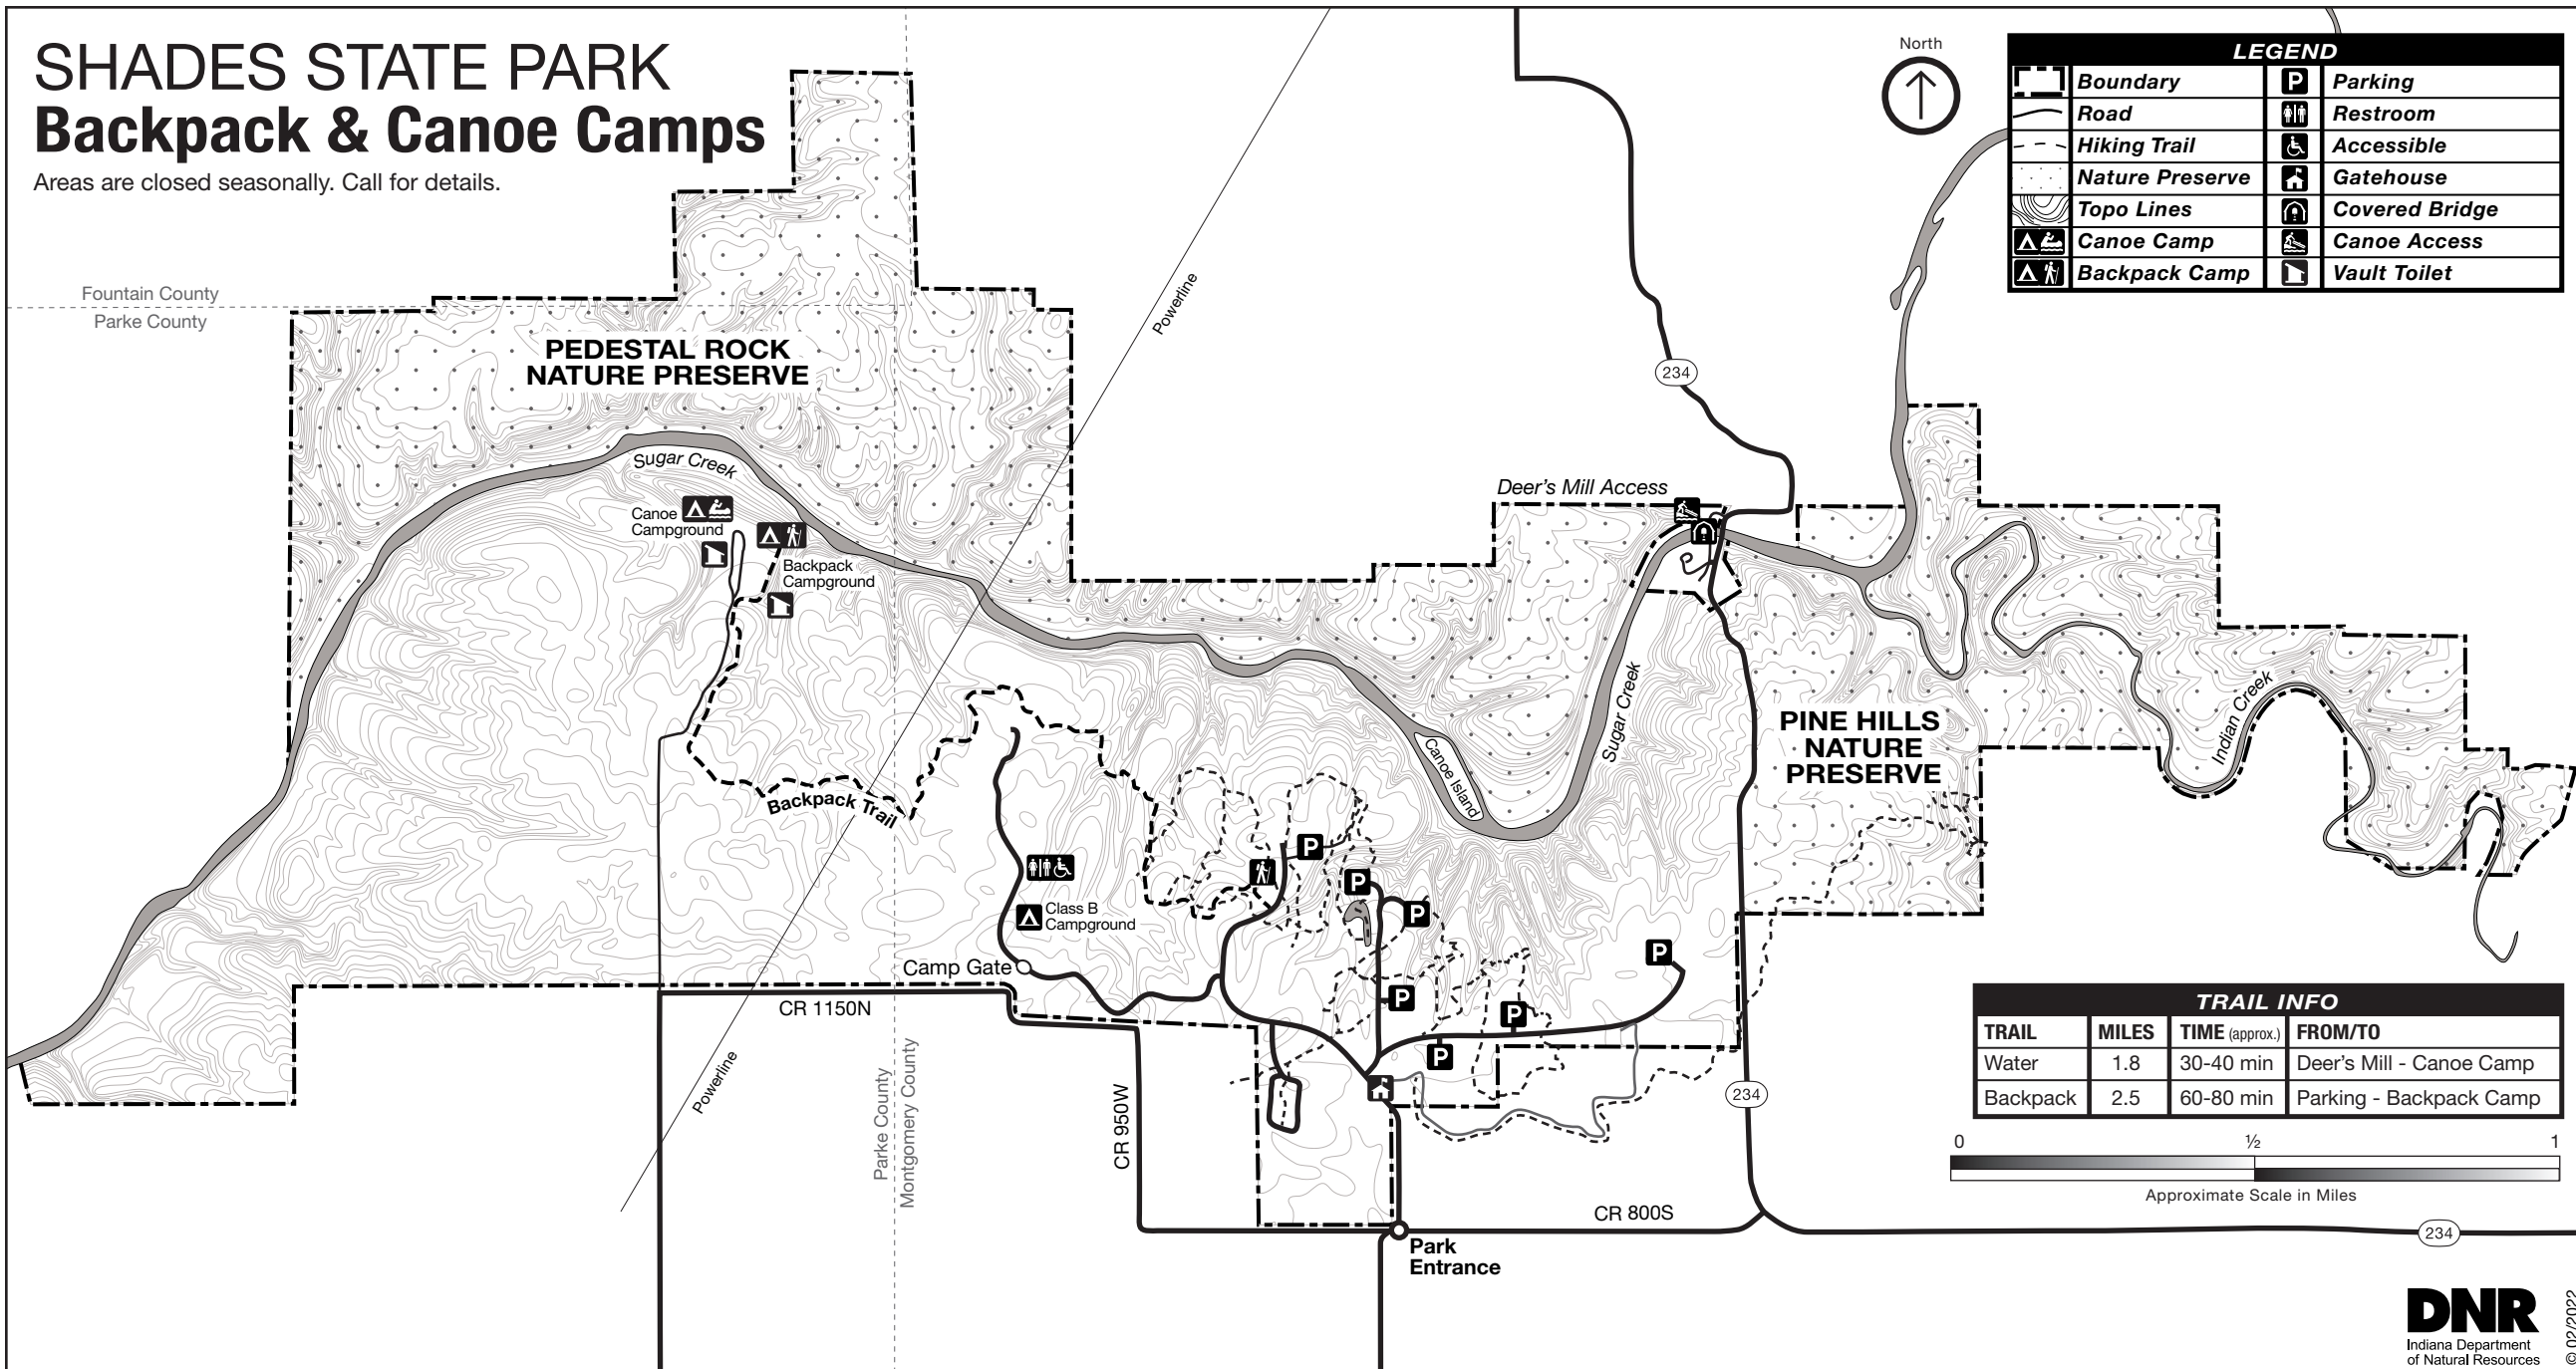 SHADES STATE PARK
Backpack & Canoe Camps
Areas are closed seasonally. Call for details.
North
LEGEND
Boundary
P
Parking
Road
Restroom
Hiking Trail
Accessible
Nature Preserve
Gatehouse
Topo Lines
Covered Bridge
Canoe Camp
Canoe Access
Backpack Camp
Vault Toilet
Fountain County
Parke County
Powerline
PEDESTAL ROCK
NATURE PRESERVE
234
Sugar Creek
Canoe
Campground
Backpack
Campground
Deer's Mill Access
Sugar Creek
Canoe Island
PINE HILLS
NATURE
PRESERVE
Indian Creek
Backpack Trail
P
P
P
P
P
P
P
Class B
Campground
Camp Gate
CR 1150N
Powerline
Parke County
Montgomery County
CR 950W
234
CR 800S
Park
Entrance
234
TRAIL INFO
TRAIL MILES TIME (approx.) FROM/TO
Water 1.8 30-40 min Deer's Mill - Canoe Camp
Backpack 2.5 60-80 min Parking - Backpack Camp
0 ½ 1
Approximate Scale in Miles
DNR
Indiana Department
of Natural Resources
© 02/2022